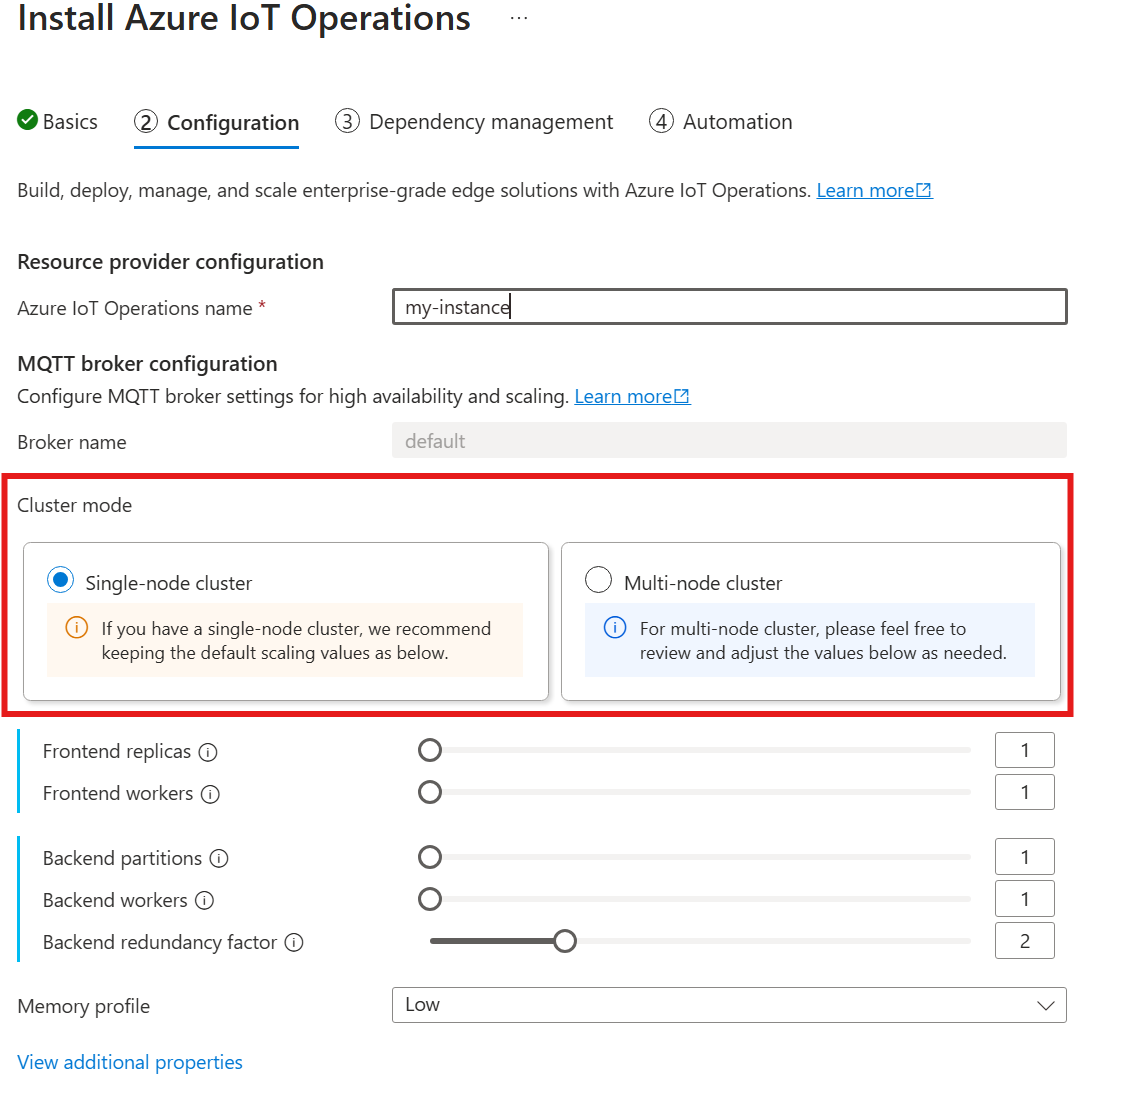 Install Azure IoT Operations ...
Basics 2 Configuration 3 Dependency management 4 Automation
Build, deploy, manage, and scale enterprise-grade edge solutions with Azure IoT Operations. Learn more
Resource provider configuration
Azure IoT Operations name * my-instance
MQTT broker configuration
Configure MQTT broker settings for high availability and scaling. Learn more
Broker name default
Cluster mode
Single-node cluster
If you have a single-node cluster, we recommend
keeping the default scaling values as below.
Multi-node cluster
For multi-node cluster, please feel free to
review and adjust the values below as needed.
Frontend replicas 1
Frontend workers 1
Backend partitions 1
Backend workers 1
Backend redundancy factor 2
Memory profile Low
View additional properties